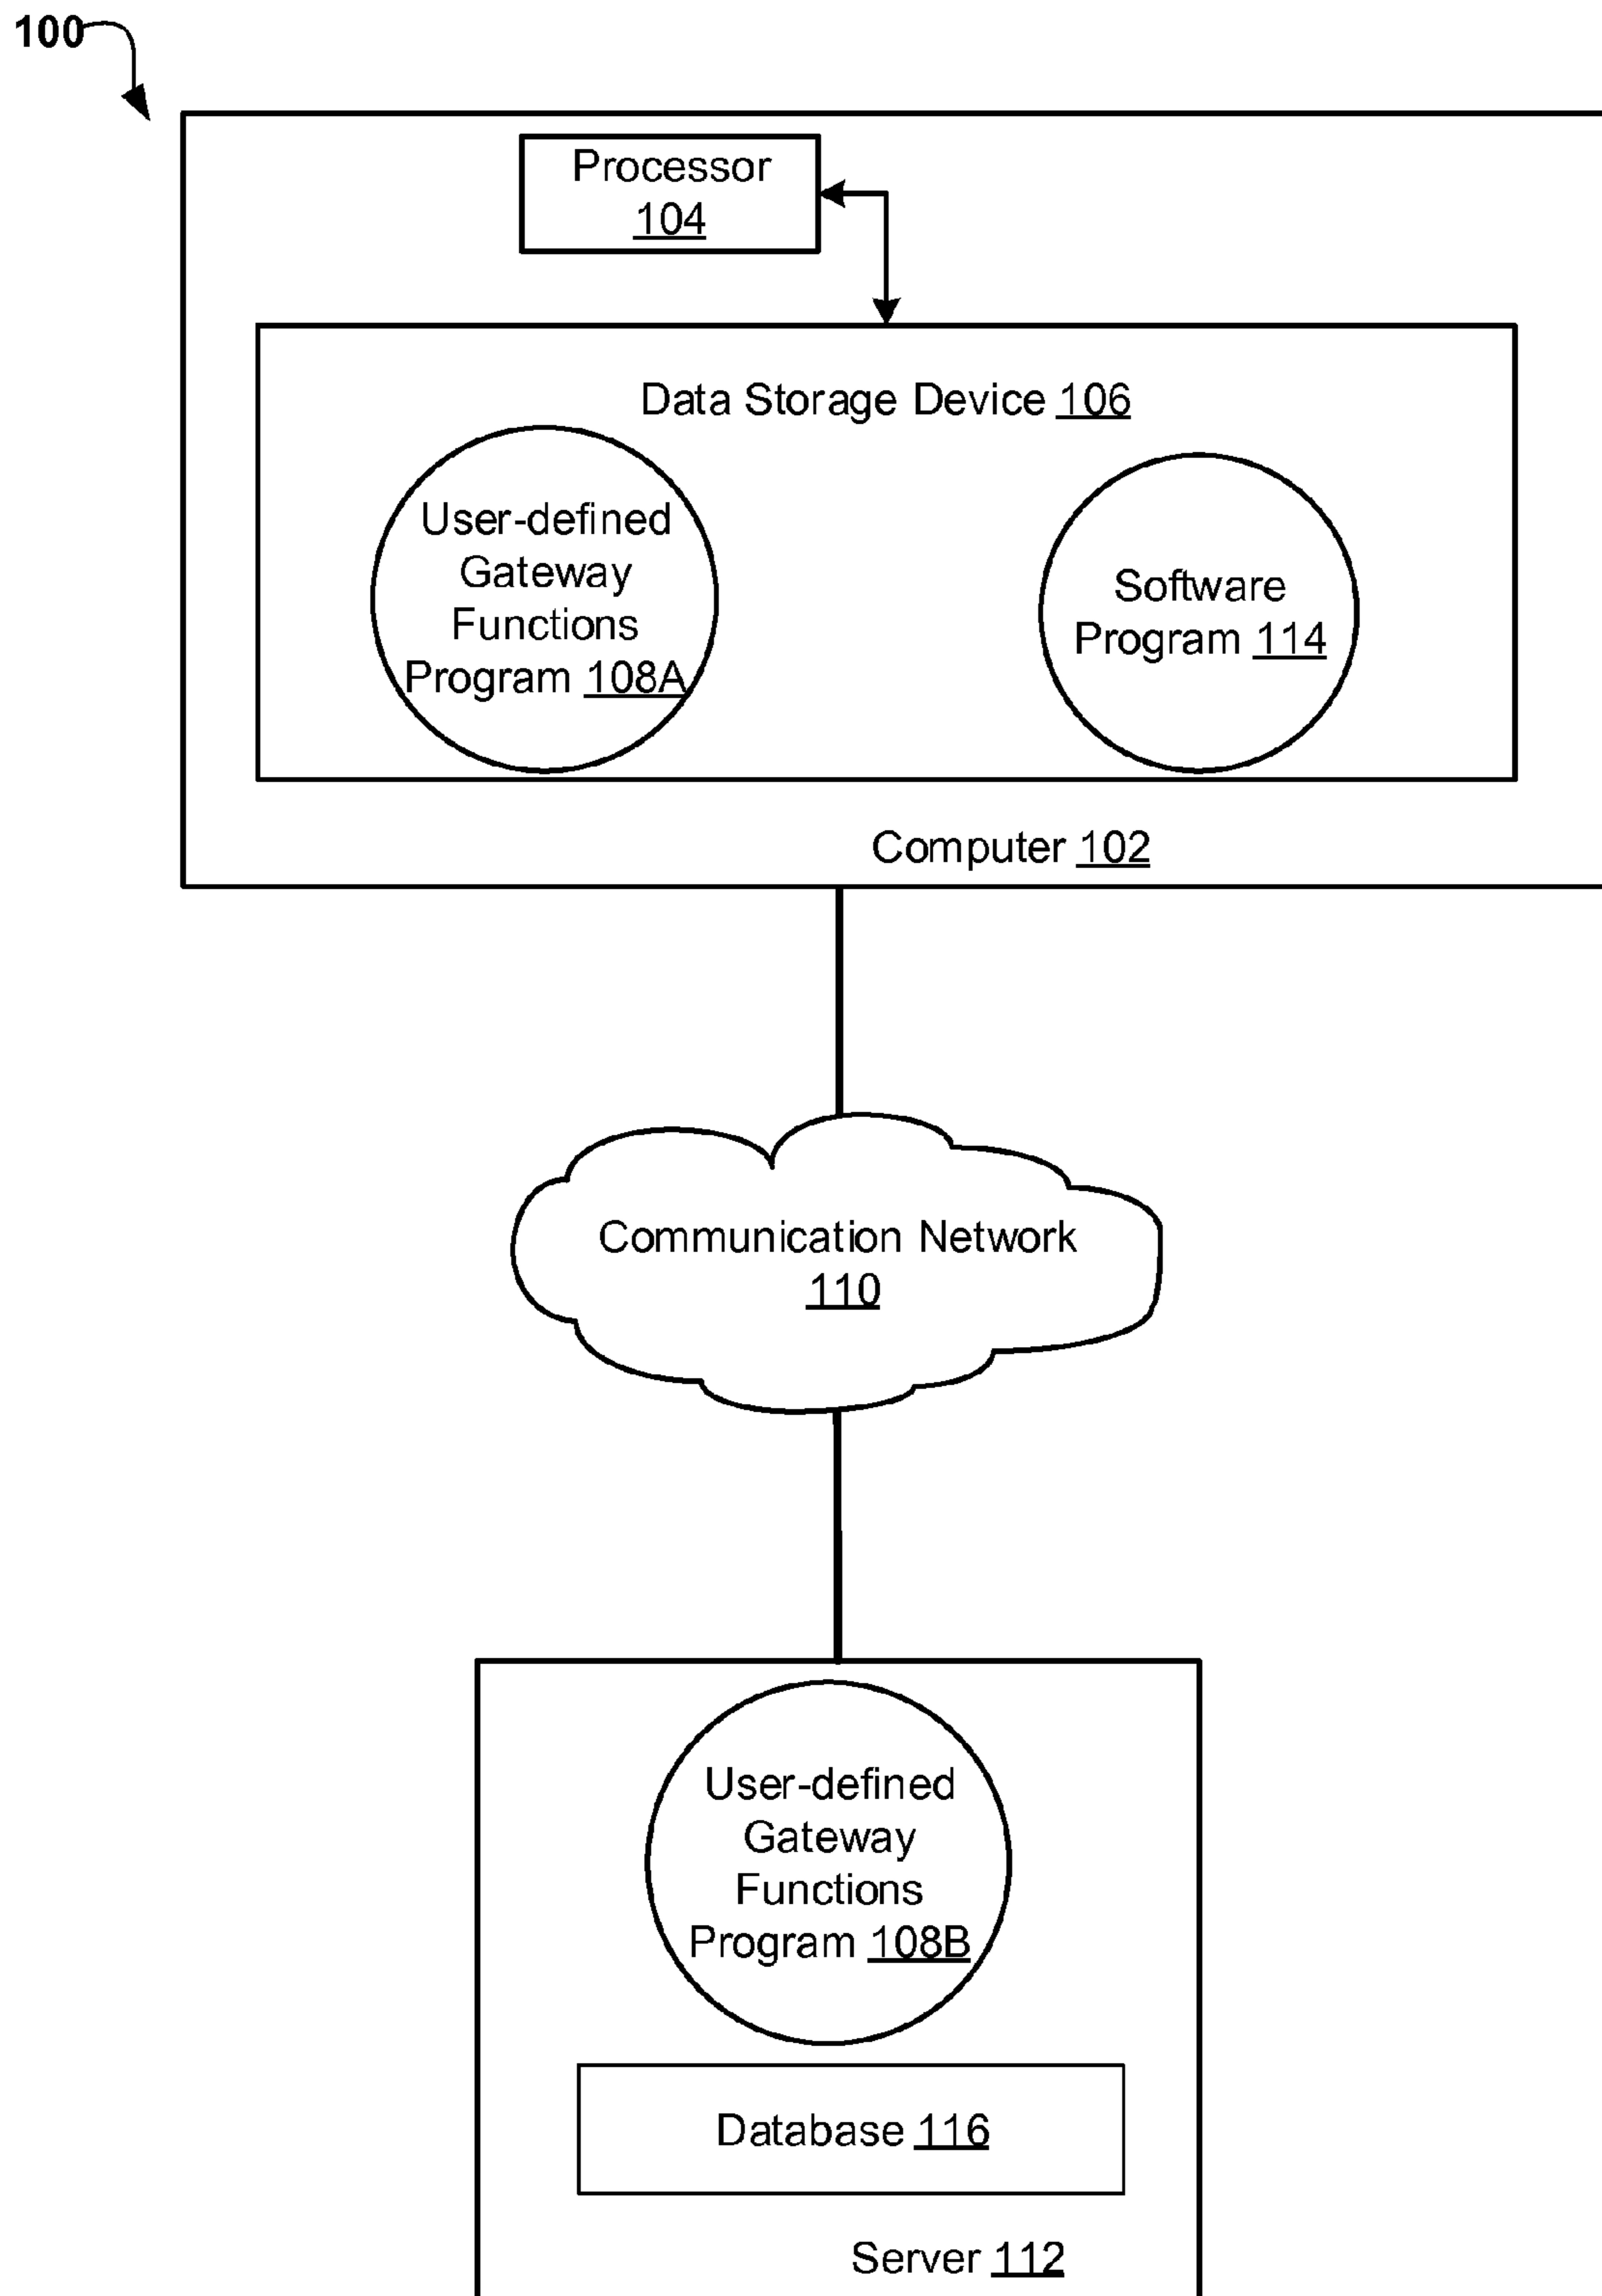 100
Processor
104
Data Storage Device 106
User-defined
Gateway
Functions
Program 108A
Software
Program 114
Computer 102
Communication Network
110
User-defined
Gateway
Functions
Program 108B
Database 116
Server 112